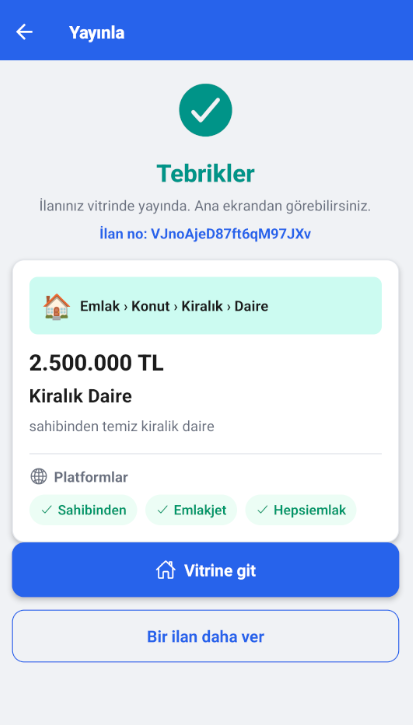 Yayınla
Tebrikler
İlanınız vitrinde yayında. Ana ekrandan görebilirsiniz.
İlan no: VJnoAjeD87ft6qM97JXv
Emlak › Konut › Kiralık › Daire
2.500.000 TL
Kiralık Daire
sahibinden temiz kiralik daire
Platformlar
Sahibinden
Emlakjet
Hepsiemlak
Vitrine git
Bir ilan daha ver